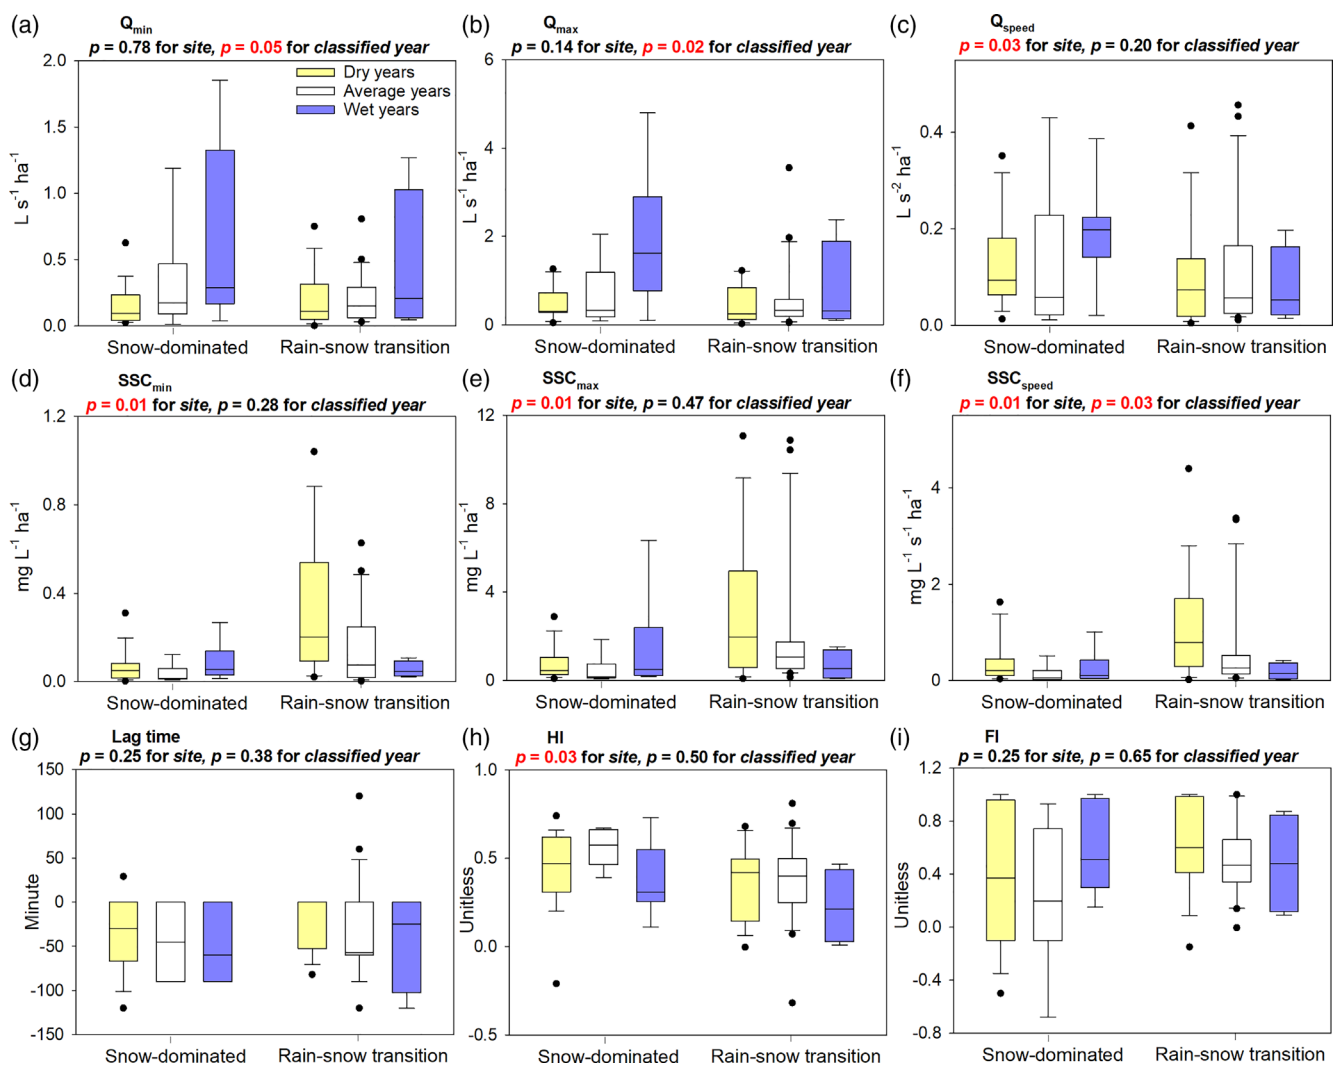 (a) Q_min
p = 0.78 for site, p = 0.05 for classified year
2.0
1.5
1.0
0.5
0.0
L s⁻¹ ha⁻¹
Dry years
Average years
Wet years
Snow-dominated Rain-snow transition
(b) Q_max
p = 0.14 for site, p = 0.02 for classified year
6
4
2
0
L s⁻¹ ha⁻¹
Snow-dominated Rain-snow transition
(c) Q_speed
p = 0.03 for site, p = 0.20 for classified year
0.4
0.2
0.0
L s⁻² ha⁻¹
Snow-dominated Rain-snow transition
(d) SSC_min
p = 0.01 for site, p = 0.28 for classified year
1.2
0.8
0.4
0.0
mg L⁻¹ ha⁻¹
Snow-dominated Rain-snow transition
(e) SSC_max
p = 0.01 for site, p = 0.47 for classified year
12
8
4
0
mg L⁻¹ ha⁻¹
Snow-dominated Rain-snow transition
(f) SSC_speed
p = 0.01 for site, p = 0.03 for classified year
4
2
0
mg L⁻¹ s⁻¹ ha⁻¹
Snow-dominated Rain-snow transition
(g) Lag time
p = 0.25 for site, p = 0.38 for classified year
150
100
50
0
-50
-100
-150
Minute
Snow-dominated Rain-snow transition
(h) HI
p = 0.03 for site, p = 0.50 for classified year
1.0
0.5
0.0
-0.5
Unitless
Snow-dominated Rain-snow transition
(i) FI
p = 0.25 for site, p = 0.65 for classified year
1.2
0.8
0.4
0.0
-0.4
-0.8
Unitless
Snow-dominated Rain-snow transition